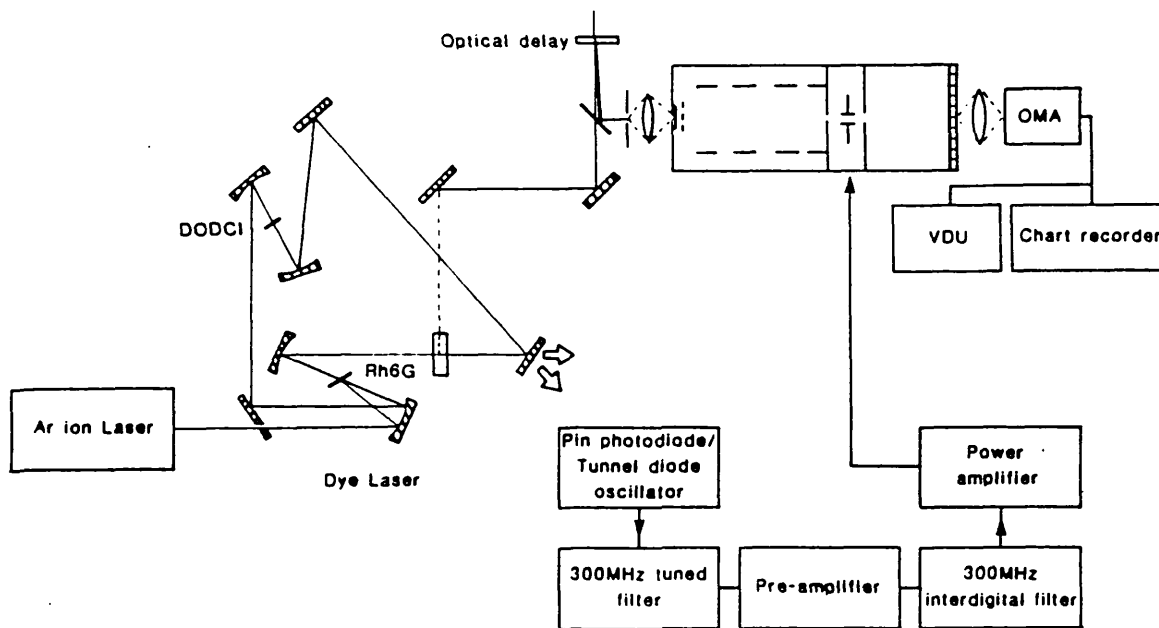 Optical delay
OMA
DODCI
VDU
Chart recorder
Rh6G
Ar ion Laser
Dye Laser
Pin photodiode/
Tunnel diode
oscillator
Power
amplifier
300MHz tuned
filter
Pre-amplifier
300MHz
interdigital filter